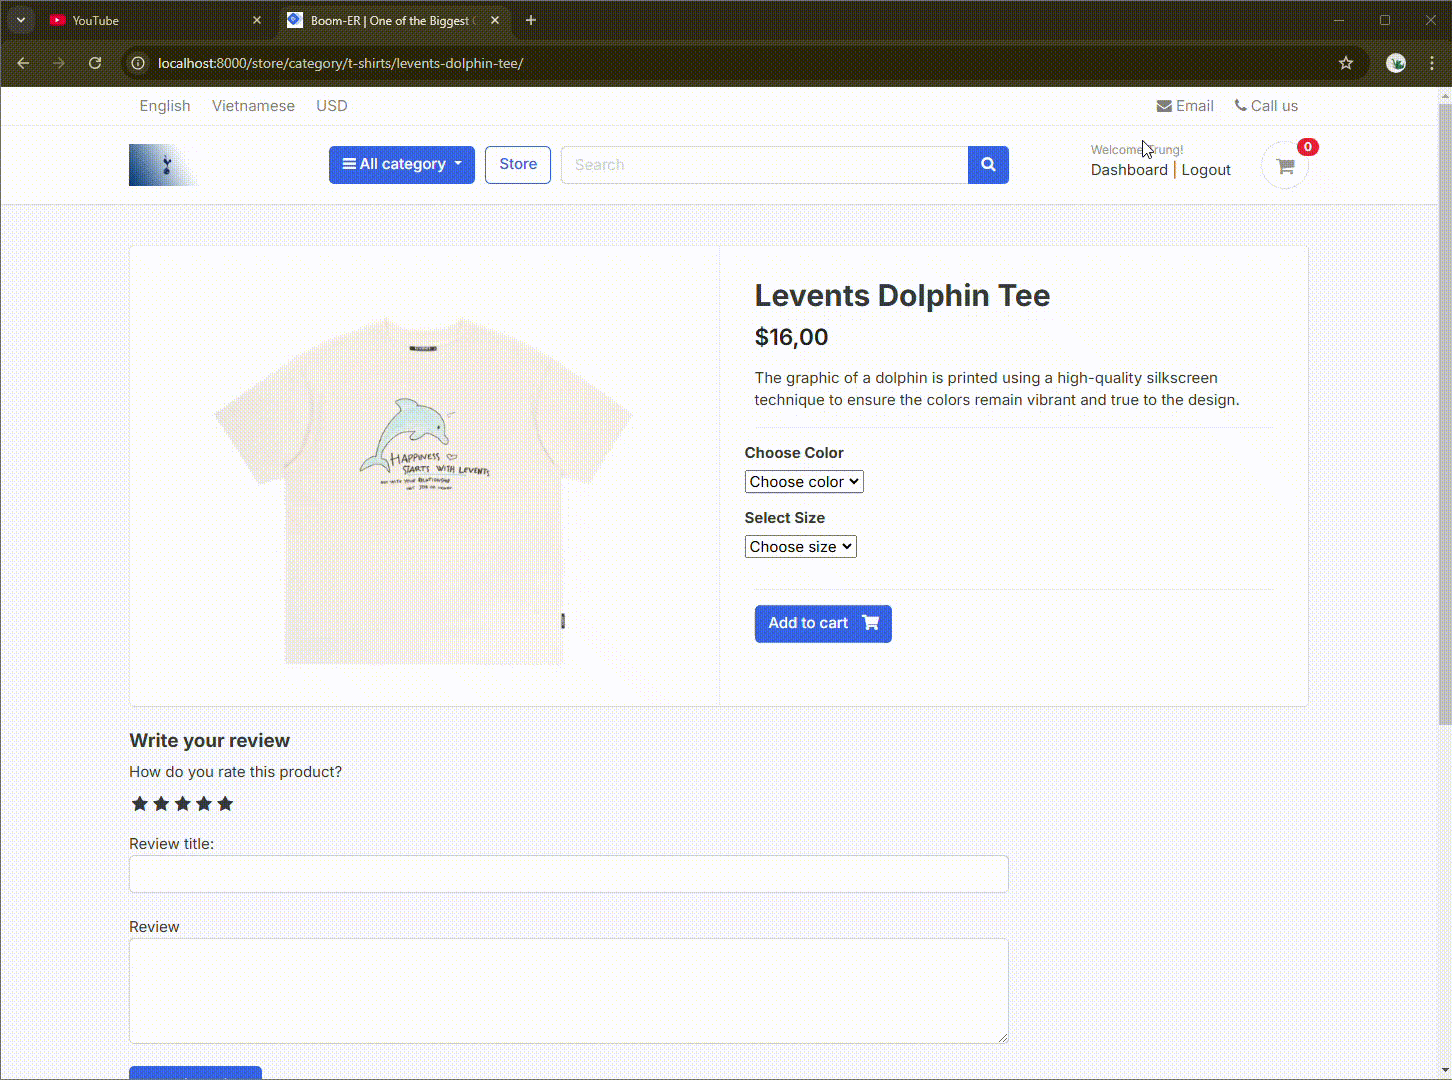 YouTube
Boom-ER | One of the Biggest
localhost:8000/store/category/t-shirts/levents-dolphin-tee/
English Vietnamese USD Email Call us
All category Store Search Welcome Trung! 0
Dashboard | Logout
Levents Dolphin Tee
$16,00
The graphic of a dolphin is printed using a high-quality silkscreen
technique to ensure the colors remain vibrant and true to the design.
Choose Color
Choose color
Select Size
Choose size
Add to cart
HAPPINESS
STARTS WITH LEVENTS
Write your review
How do you rate this product?
Review title:
Review